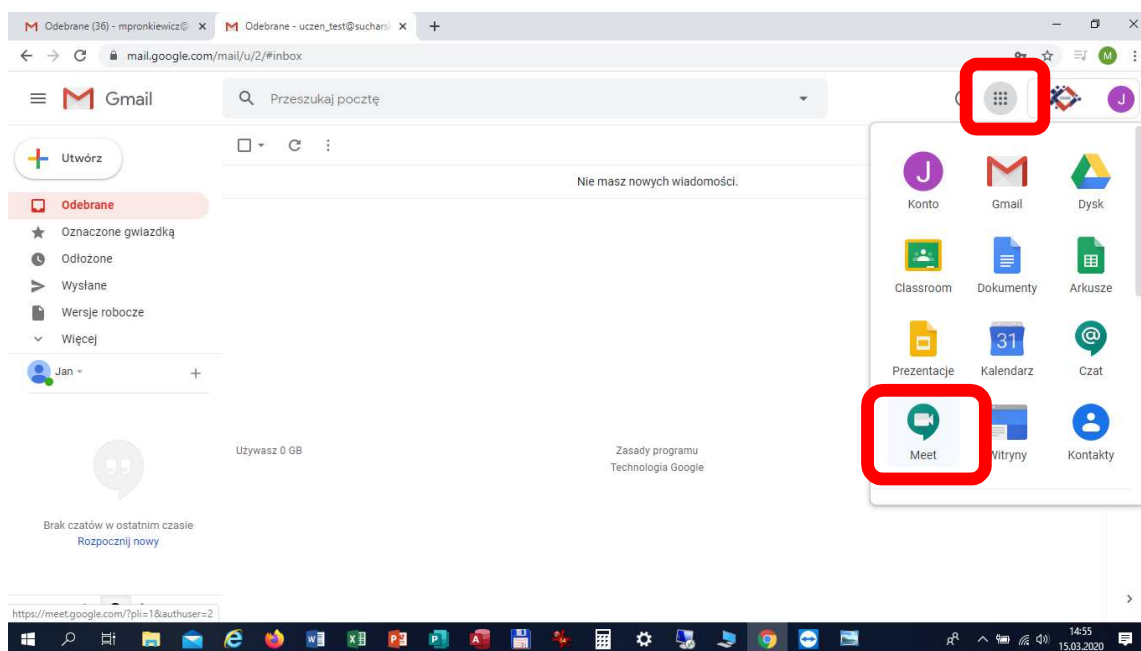 Odebrane (36) - mpronkiewicz@
Odebrane - uczen_test@suchars
mail.google.com/mail/u/2/#inbox
M
Gmail
Przeszukaj pocztę
J
Utwórz
Nie masz nowych wiadomości.
Odebrane
Oznaczone gwiazdką
Odłożone
Wysłane
Wersje robocze
Więcej
Jan
J
Konto
Gmail
Dysk
Classroom
Dokumenty
Arkusze
31
Prezentacje
Kalendarz
Czat
Meet
Witryny
Kontakty
Używasz 0 GB
Zasady programu
Technologia Google
Brak czatów w ostatnim czasie
Rozpocznij nowy
https://meet.google.com/?pli=1&authuser=2
14:55
15.03.2020